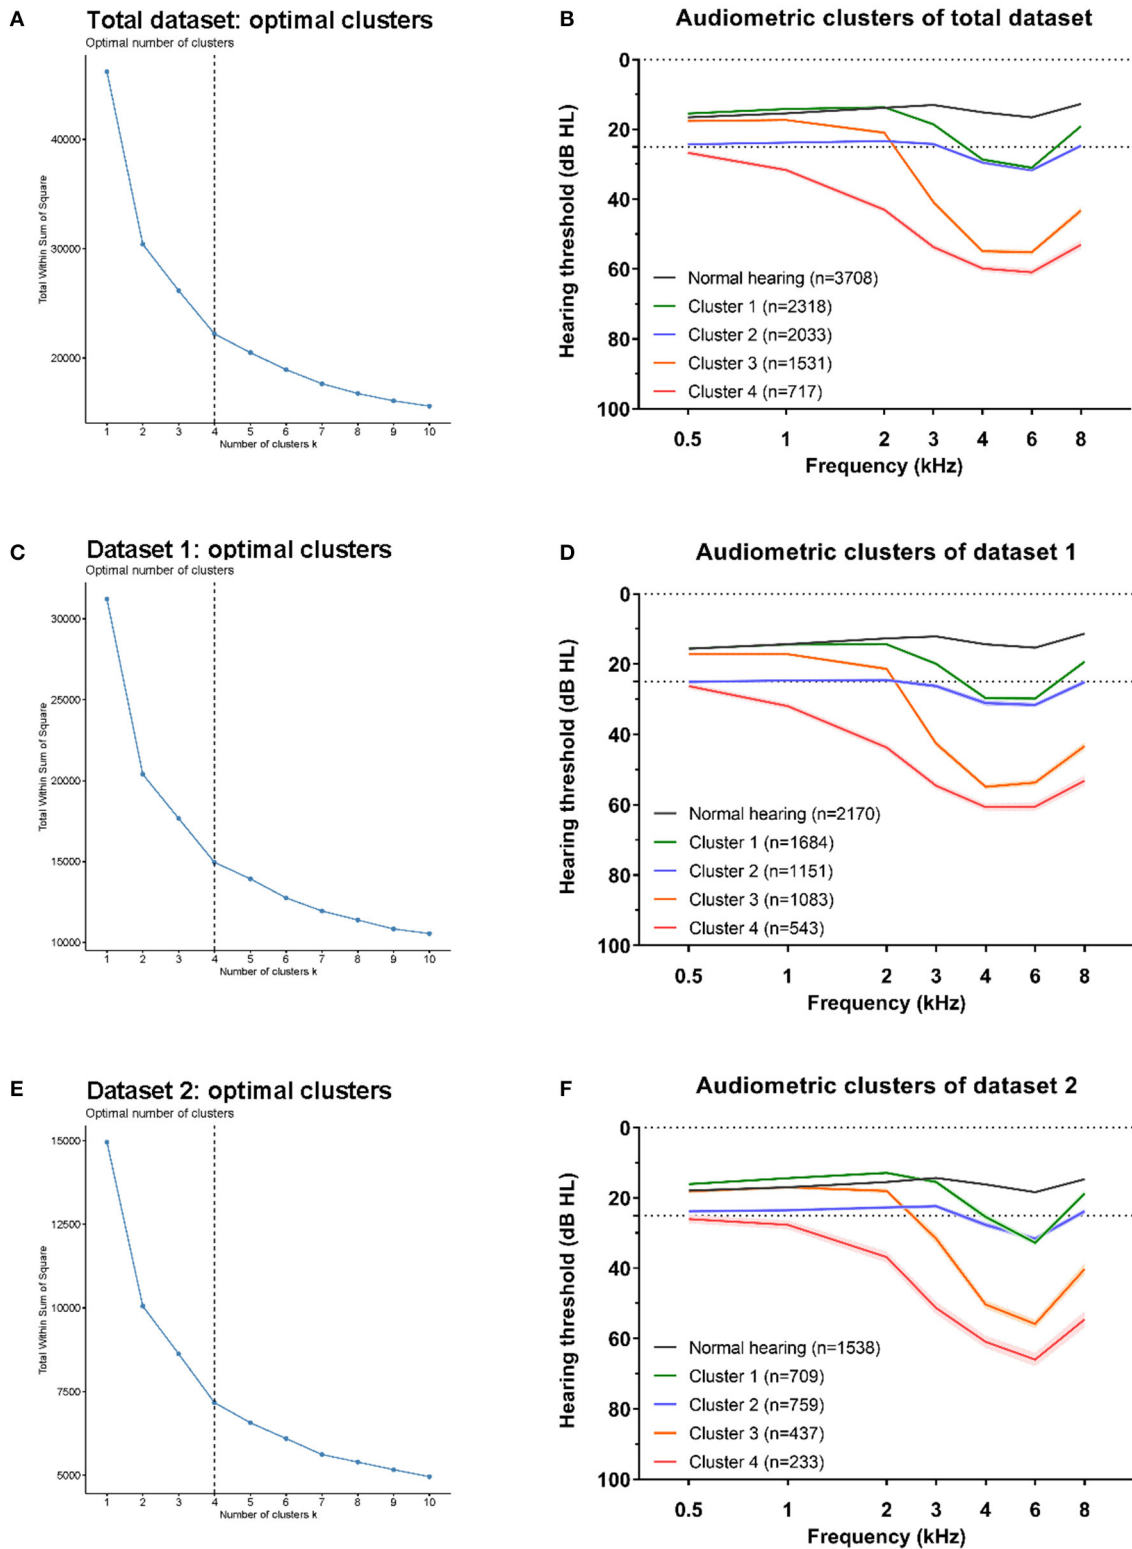 A
Total dataset: optimal clusters
Optimal number of clusters
Total Within Sum of Square
40000
30000
20000
1 2 3 4 5 6 7 8 9 10
Number of clusters k
B
Audiometric clusters of total dataset
Hearing threshold (dB HL)
0
20
40
60
80
100
Normal hearing (n=3708)
Cluster 1 (n=2318)
Cluster 2 (n=2033)
Cluster 3 (n=1531)
Cluster 4 (n=717)
0.5 1 2 3 4 6 8
Frequency (kHz)
C
Dataset 1: optimal clusters
Optimal number of clusters
Total Within Sum of Square
30000
25000
20000
15000
10000
1 2 3 4 5 6 7 8 9 10
Number of clusters k
D
Audiometric clusters of dataset 1
Hearing threshold (dB HL)
0
20
40
60
80
100
Normal hearing (n=2170)
Cluster 1 (n=1684)
Cluster 2 (n=1151)
Cluster 3 (n=1083)
Cluster 4 (n=543)
0.5 1 2 3 4 6 8
Frequency (kHz)
E
Dataset 2: optimal clusters
Optimal number of clusters
Total Within Sum of Square
15000
12500
10000
7500
5000
1 2 3 4 5 6 7 8 9 10
Number of clusters k
F
Audiometric clusters of dataset 2
Hearing threshold (dB HL)
0
20
40
60
80
100
Normal hearing (n=1538)
Cluster 1 (n=709)
Cluster 2 (n=759)
Cluster 3 (n=437)
Cluster 4 (n=233)
0.5 1 2 3 4 6 8
Frequency (kHz)